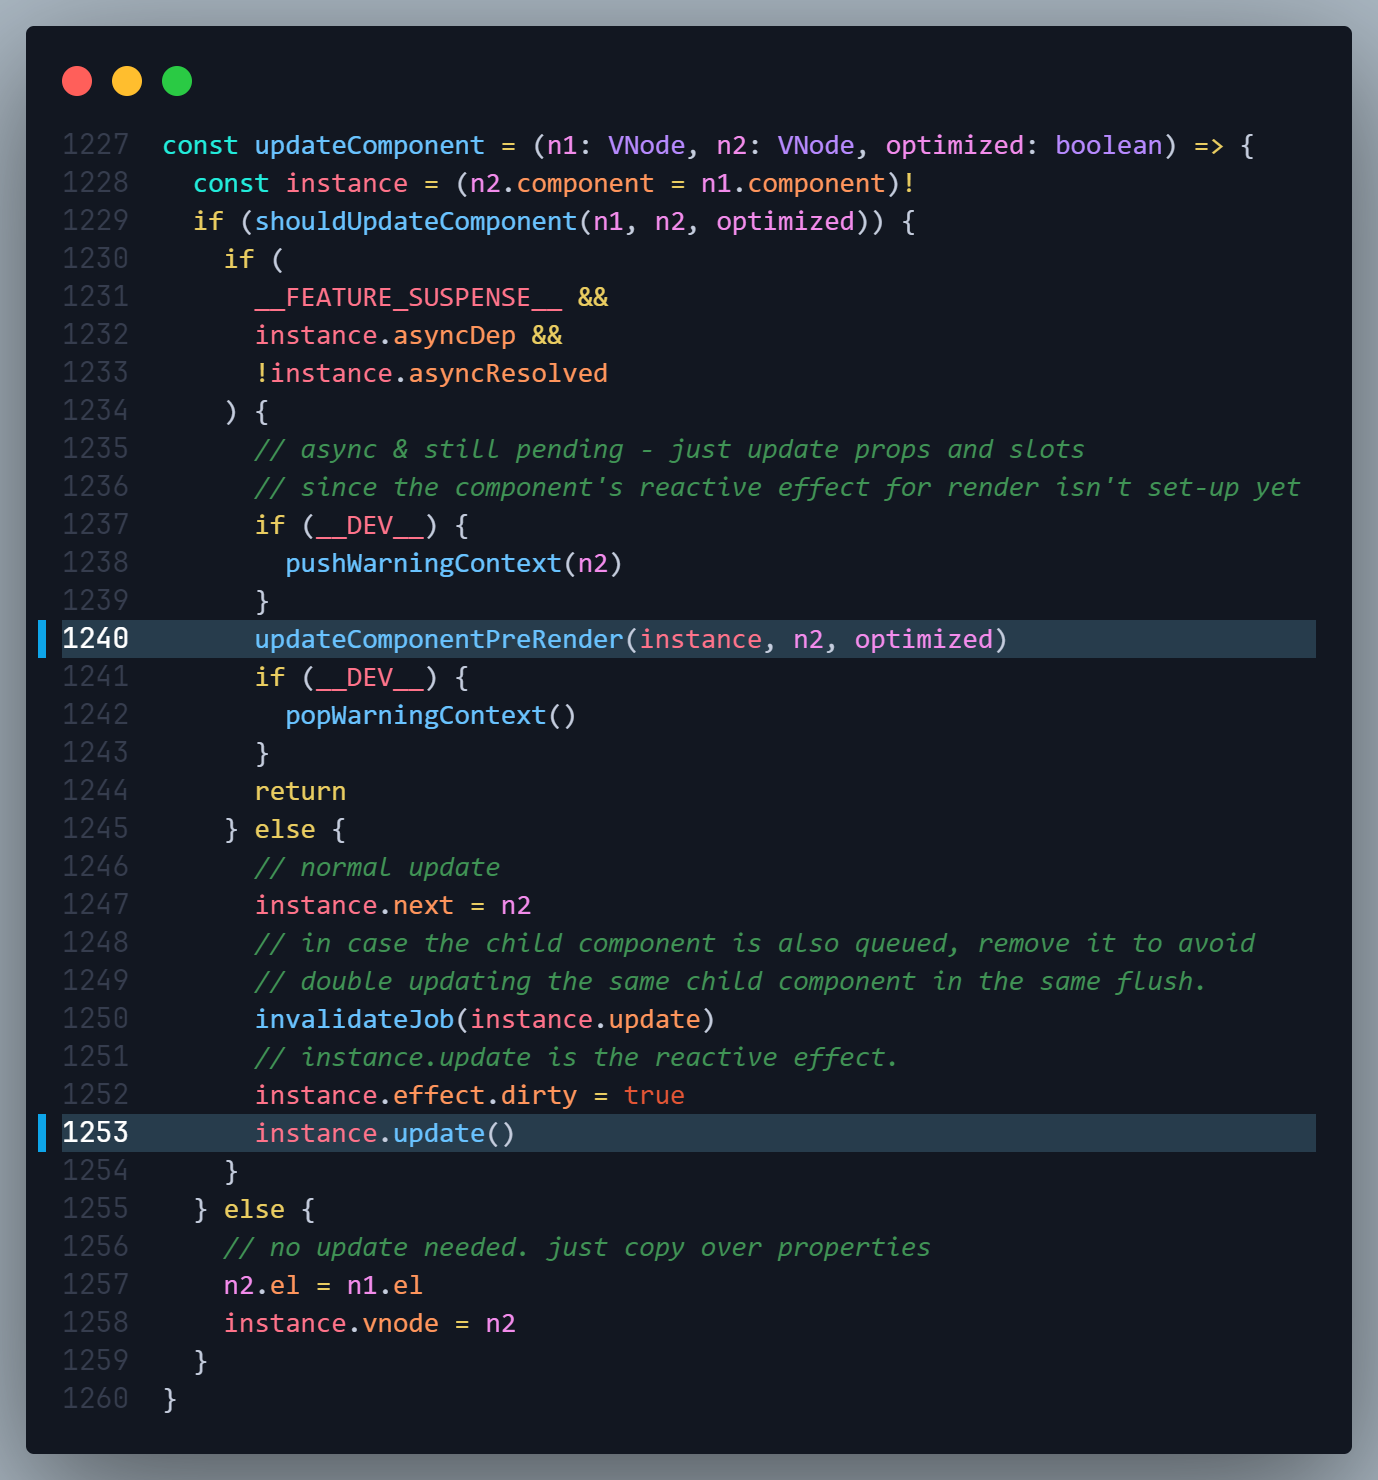 1227 const updateComponent = (n1: VNode, n2: VNode, optimized: boolean) => {
1228   const instance = (n2.component = n1.component)!
1229   if (shouldUpdateComponent(n1, n2, optimized)) {
1230     if (
1231       __FEATURE_SUSPENSE__ &&
1232       instance.asyncDep &&
1233       !instance.asyncResolved
1234     ) {
1235       // async & still pending - just update props and slots
1236       // since the component's reactive effect for render isn't set-up yet
1237       if (__DEV__) {
1238         pushWarningContext(n2)
1239       }
1240       updateComponentPreRender(instance, n2, optimized)
1241       if (__DEV__) {
1242         popWarningContext()
1243       }
1244       return
1245     } else {
1246       // normal update
1247       instance.next = n2
1248       // in case the child component is also queued, remove it to avoid
1249       // double updating the same child component in the same flush.
1250       invalidateJob(instance.update)
1251       // instance.update is the reactive effect.
1252       instance.effect.dirty = true
1253       instance.update()
1254     }
1255   } else {
1256     // no update needed. just copy over properties
1257     n2.el = n1.el
1258     instance.vnode = n2
1259   }
1260 }